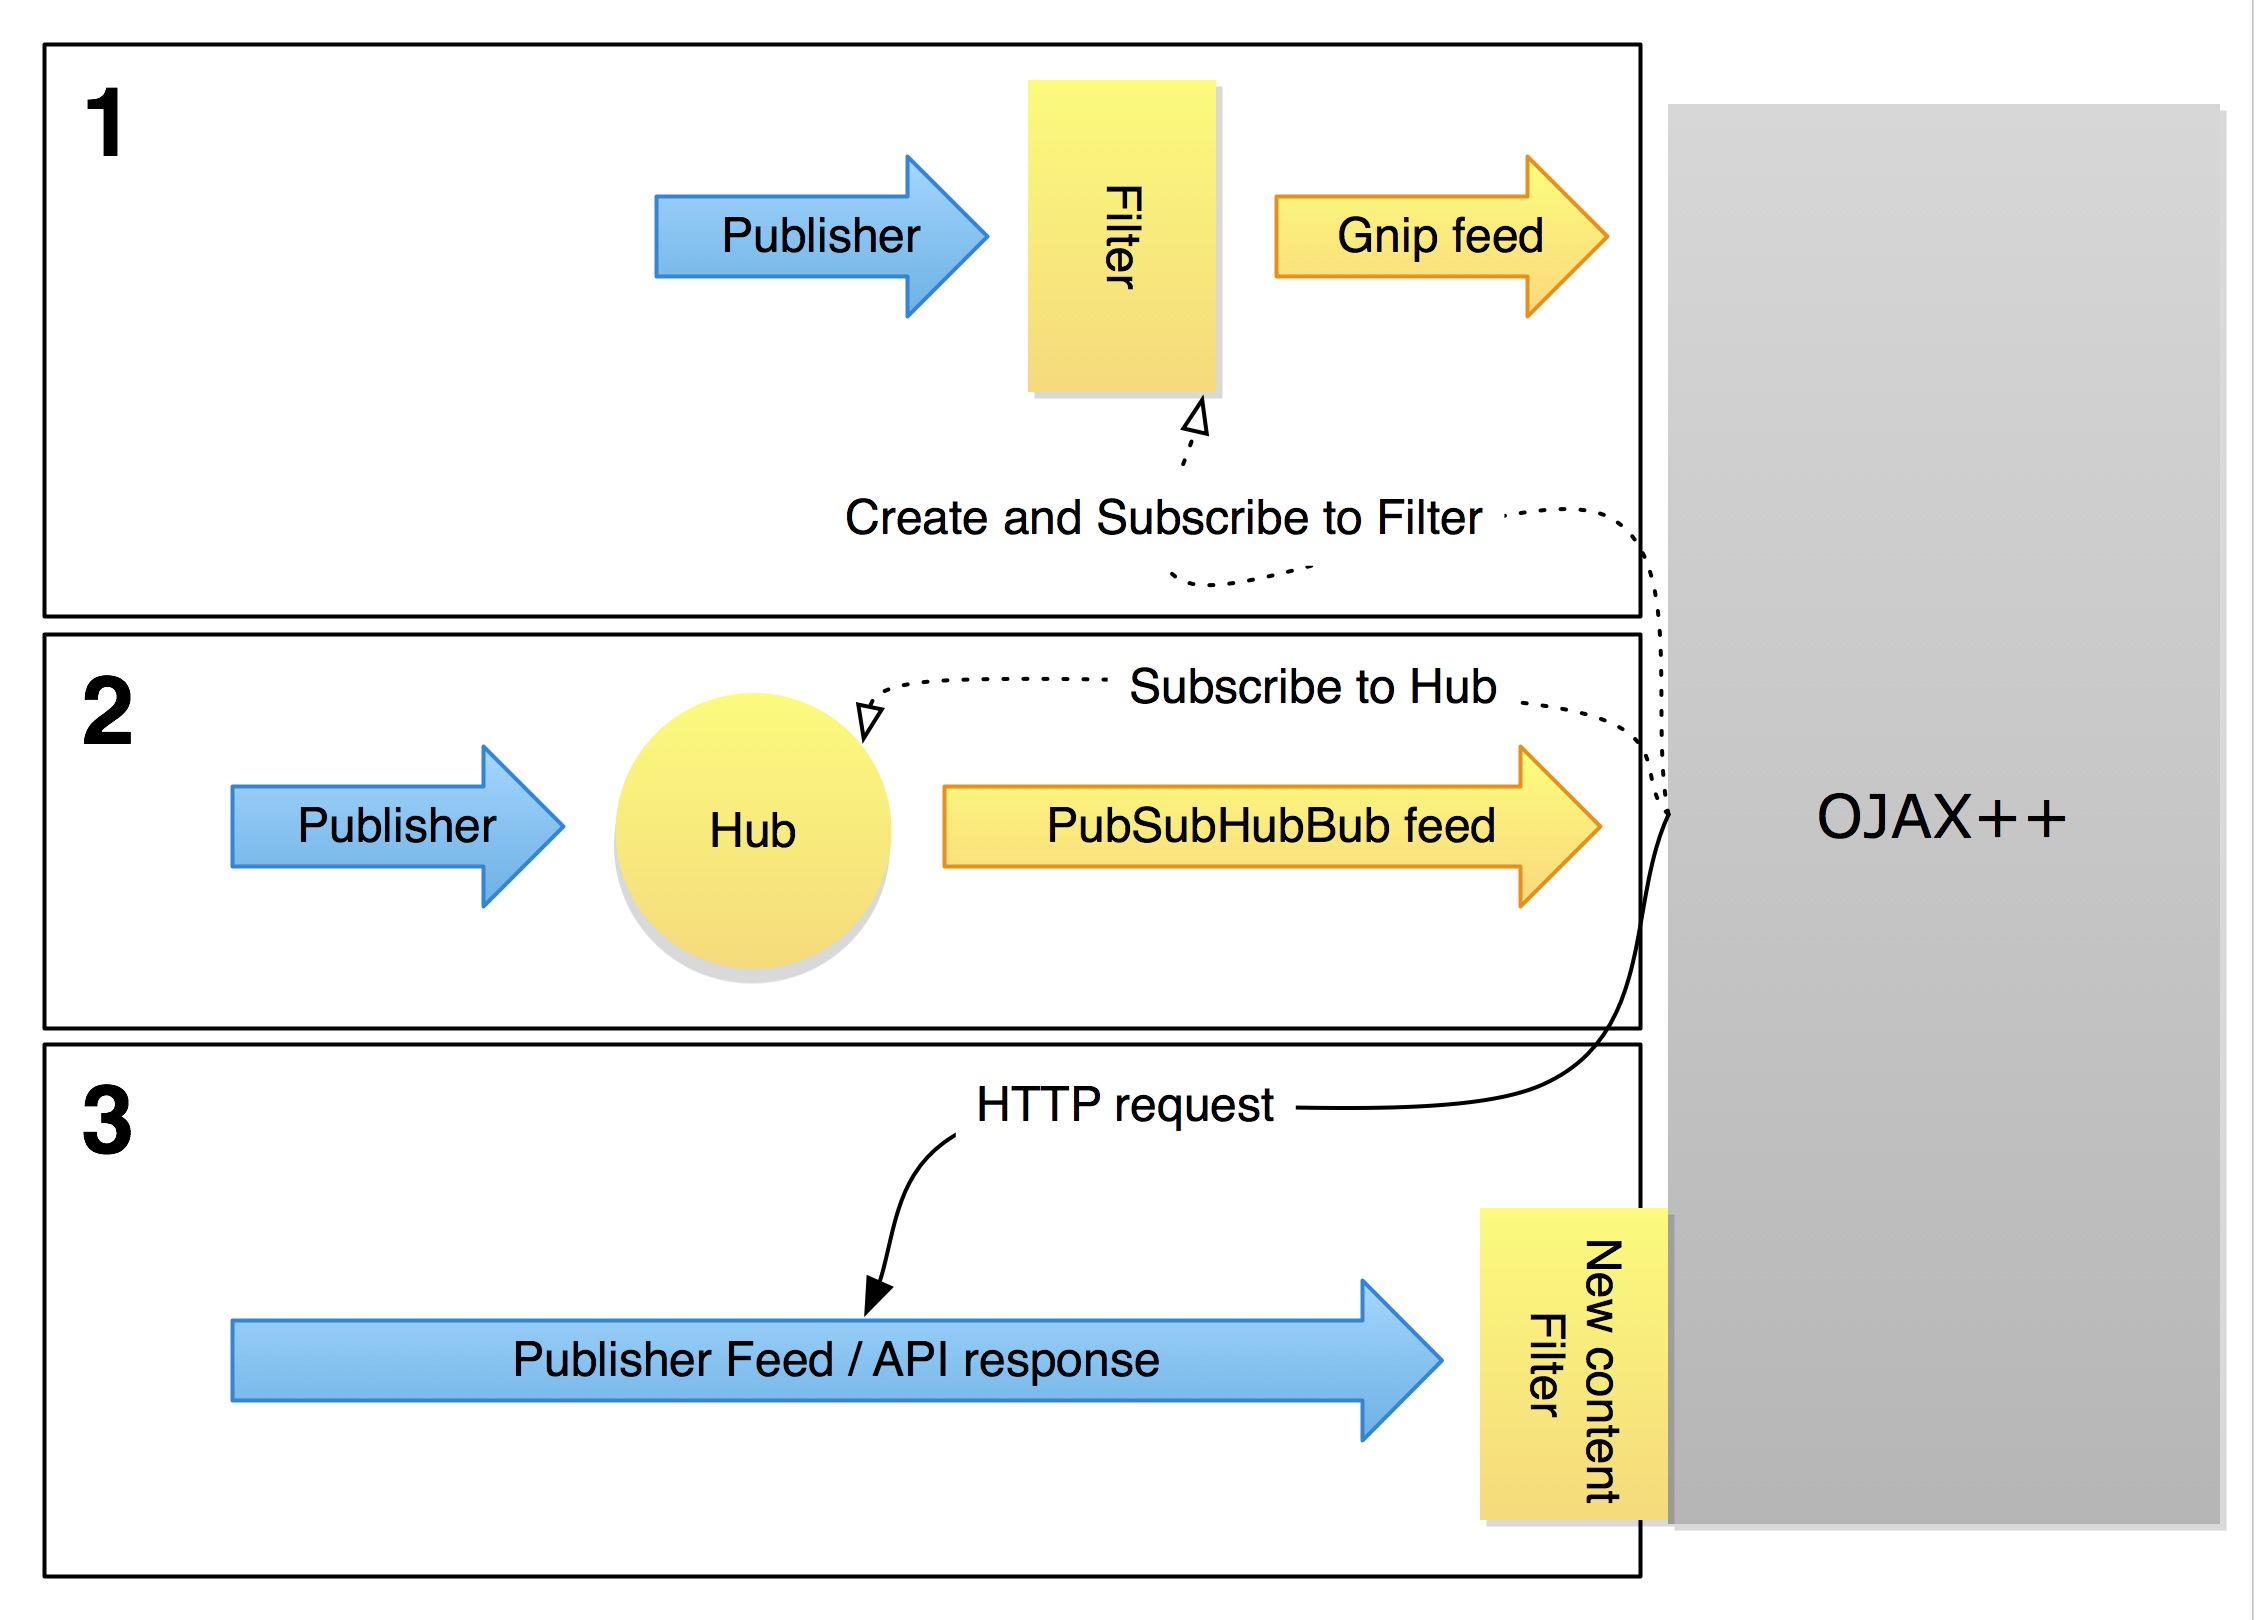 1
Publisher
Filter
Gnip feed
Create and Subscribe to Filter
2
Subscribe to Hub
Publisher
Hub
PubSubHubBub feed
OJAX++
3
HTTP request
Publisher Feed / API response
New content
Filter